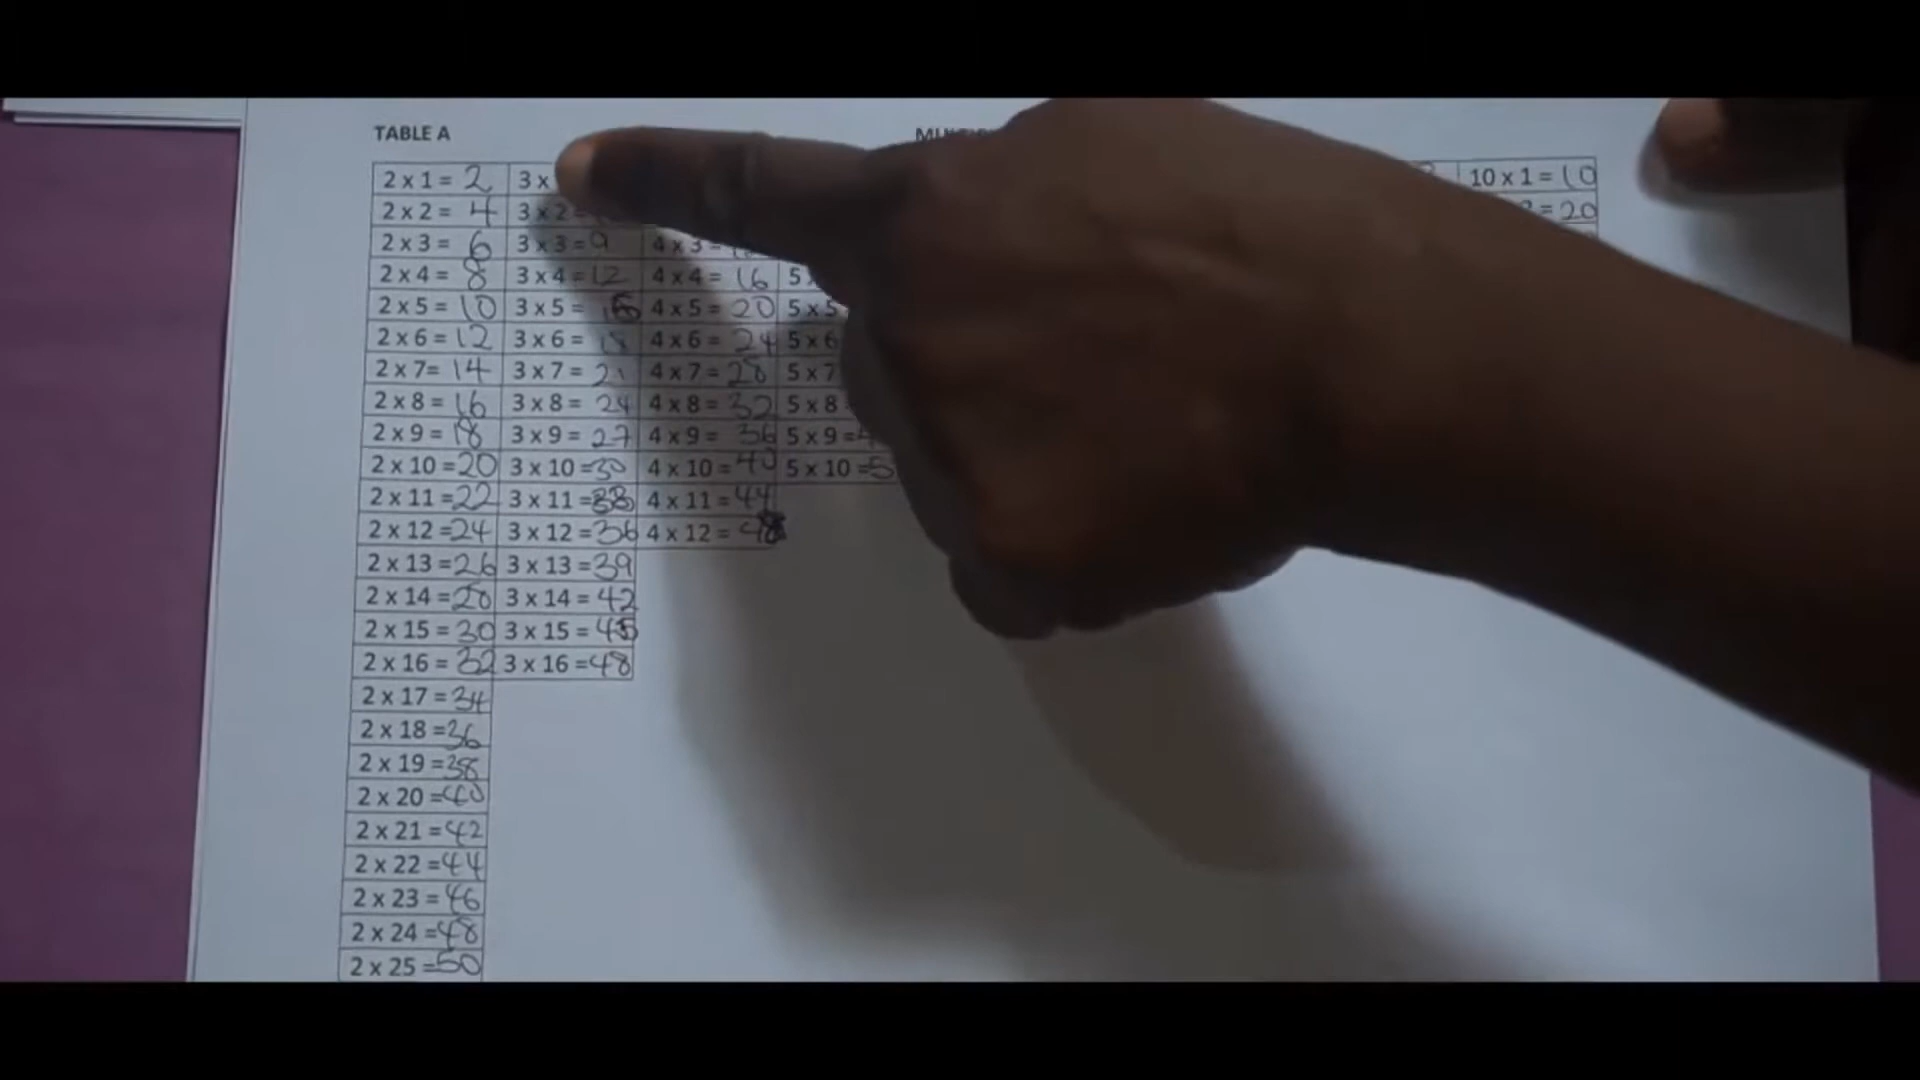 TABLE A
2 x 1 = 2 3 x 10 x 1 = 10
2 x 2 = 4 3 x 2 = = 20
2 x 3 = 6 3 x 3 = 9 4 x 3 =
2 x 4 = 8 3 x 4 = 12 4 x 4 = 16 5 x
2 x 5 = 10 3 x 5 = 15 4 x 5 = 20 5 x 5
2 x 6 = 12 3 x 6 = 18 4 x 6 = 24 5 x 6
2 x 7= 14 3 x 7 = 21 4 x 7 = 28 5 x 7
2 x 8 = 16 3 x 8 = 24 4 x 8 = 32 5 x 8
2 x 9 = 18 3 x 9 = 27 4 x 9 = 36 5 x 9 =
2 x 10 =20 3 x 10 =30 4 x 10 =40 5 x 10 =5
2 x 11 =22 3 x 11 =33 4 x 11 =44
2 x 12 =24 3 x 12 =36 4 x 12 = 48
2 x 13 =26 3 x 13 =39
2 x 14 =28 3 x 14 = 42
2 x 15 = 30 3 x 15 = 45
2 x 16 = 32 3 x 16 =48
2 x 17 = 34
2 x 18 =36
2 x 19 =38
2 x 20 =40
2 x 21 =42
2 x 22 =44
2 x 23 = 46
2 x 24 =48
2 x 25 =50